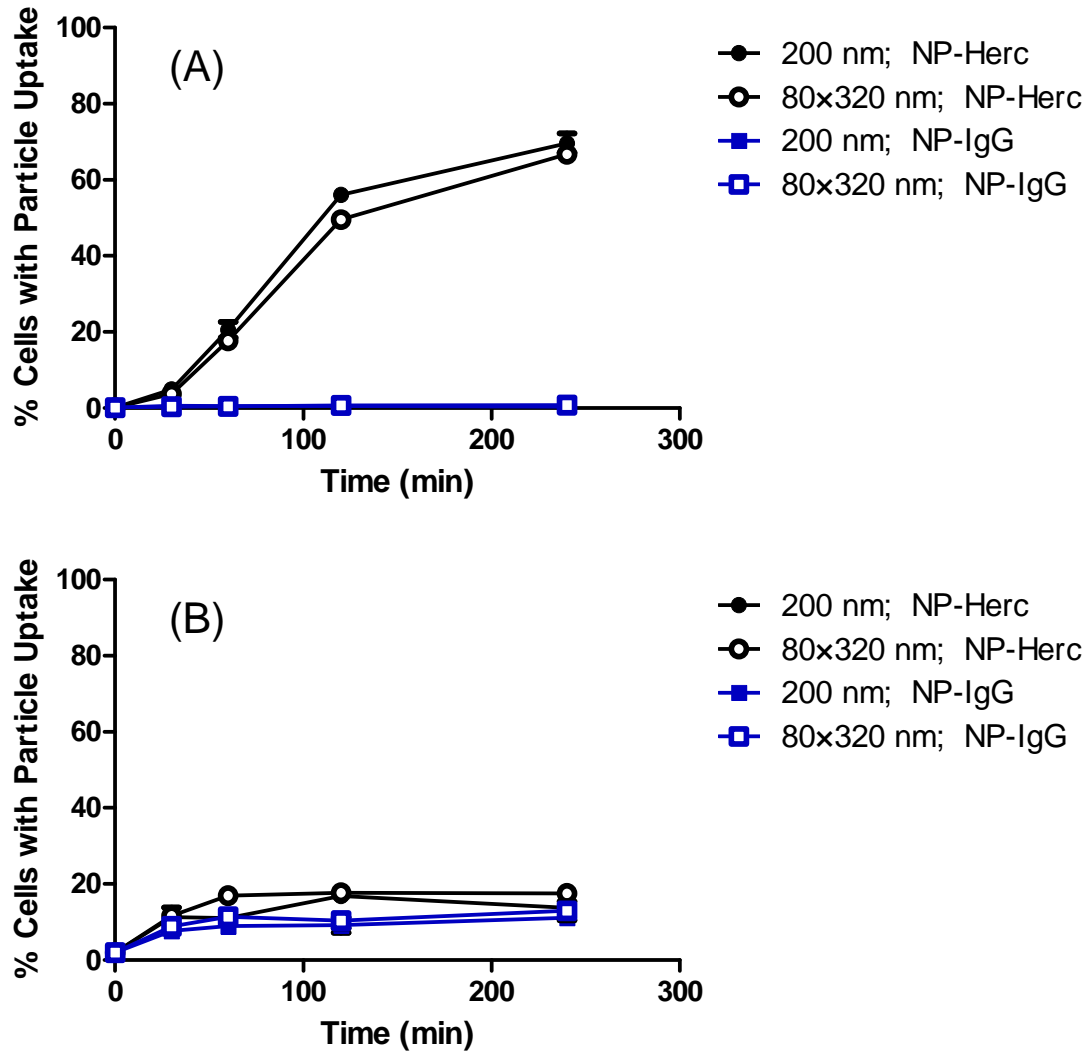 100
80
60
40
20
0
% Cells with Particle Uptake
(A)
0 100 200 300
Time (min)
200 nm; NP-Herc
80×320 nm; NP-Herc
200 nm; NP-IgG
80×320 nm; NP-IgG
100
80
60
40
20
0
% Cells with Particle Uptake
(B)
0 100 200 300
Time (min)
200 nm; NP-Herc
80×320 nm; NP-Herc
200 nm; NP-IgG
80×320 nm; NP-IgG